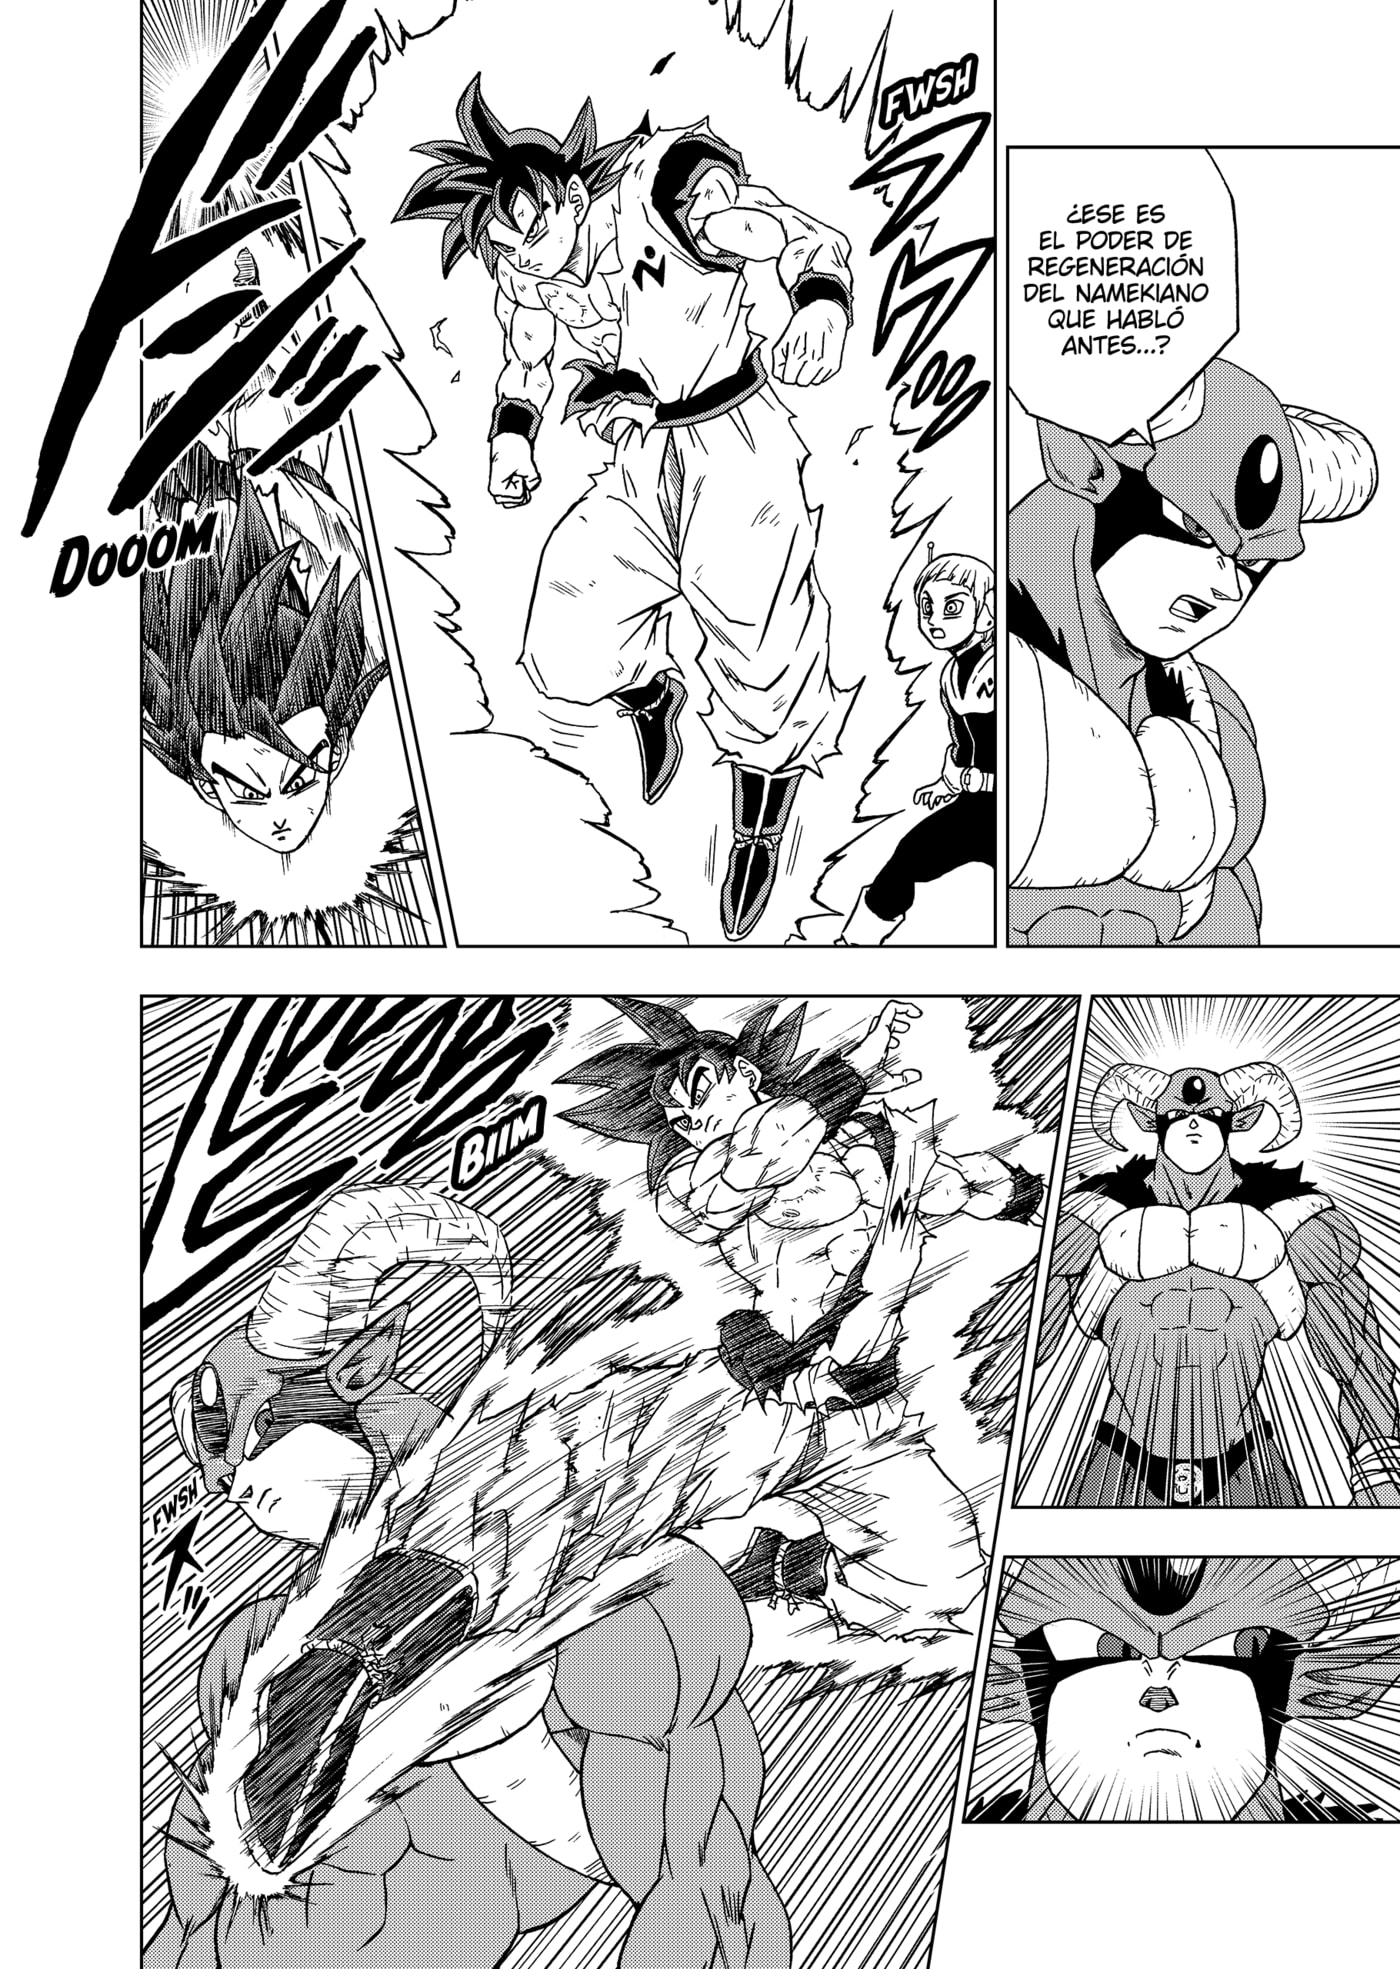 ¿ESE ES
EL PODER DE
REGENERACIÓN
DEL NAMEKIANO
QUE HABLÓ
ANTES...?
FWSH
DOOOM
BIIM
FWSH